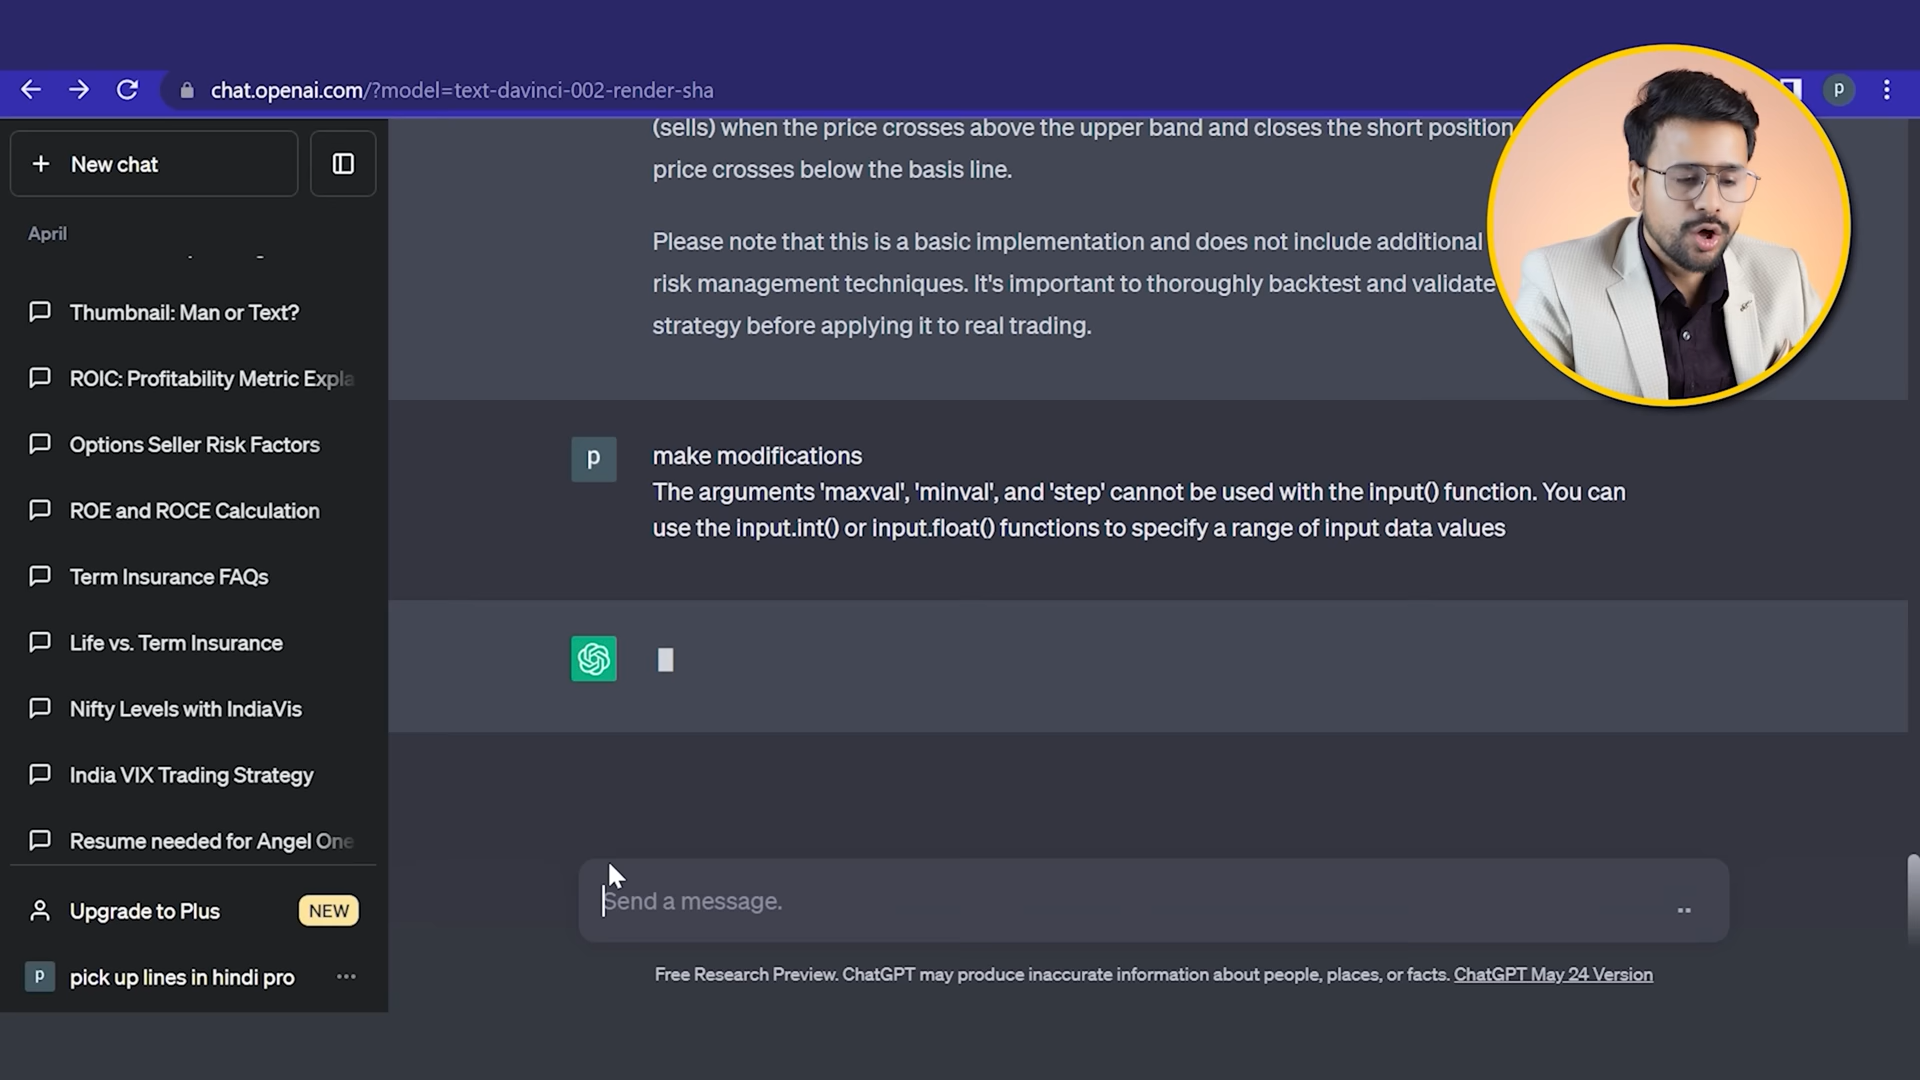 chat.openai.com/?model=text-davinci-002-render-sha
P
New chat
April
Thumbnail: Man or Text?
ROIC: Profitability Metric Expla
Options Seller Risk Factors
ROE and ROCE Calculation
Term Insurance FAQs
Life vs. Term Insurance
Nifty Levels with IndiaVis
India VIX Trading Strategy
Resume needed for Angel One
Upgrade to Plus NEW
P pick up lines in hindi pro
(sells) when the price crosses above the upper band and closes the short position
price crosses below the basis line.
Please note that this is a basic implementation and does not include additional
risk management techniques. It's important to thoroughly backtest and validate
strategy before applying it to real trading.
p make modifications
The arguments 'maxval', 'minval', and 'step' cannot be used with the input() function. You can
use the input.int() or input.float() functions to specify a range of input data values
Send a message.
Free Research Preview. ChatGPT may produce inaccurate information about people, places, or facts. ChatGPT May 24 Version